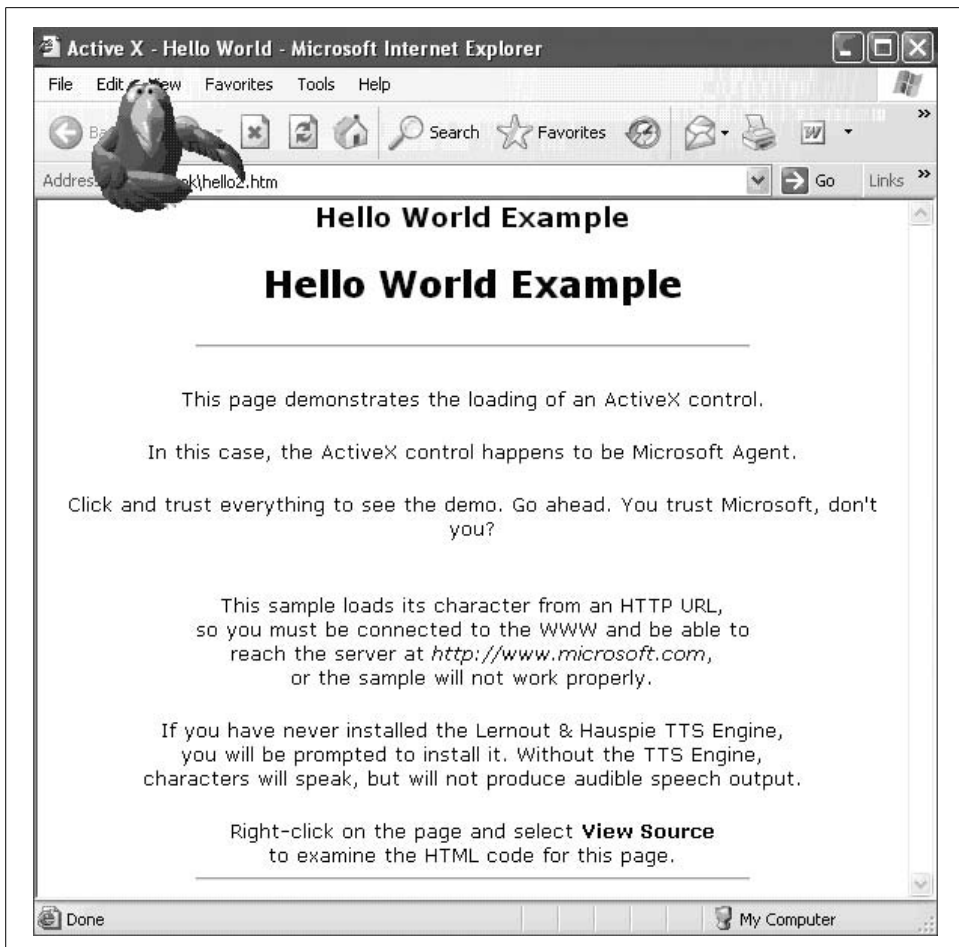 Active X - Hello World - Microsoft Internet Explorer
File Edit View Favorites Tools Help
Search Favorites
Address k\hello2.htm Go Links
Hello World Example
Hello World Example
This page demonstrates the loading of an ActiveX control.
In this case, the ActiveX control happens to be Microsoft Agent.
Click and trust everything to see the demo. Go ahead. You trust Microsoft, don't
you?
This sample loads its character from an HTTP URL,
so you must be connected to the WWW and be able to
reach the server at http://www.microsoft.com,
or the sample will not work properly.
If you have never installed the Lernout & Hauspie TTS Engine,
you will be prompted to install it. Without the TTS Engine,
characters will speak, but will not produce audible speech output.
Right-click on the page and select View Source
to examine the HTML code for this page.
Done My Computer